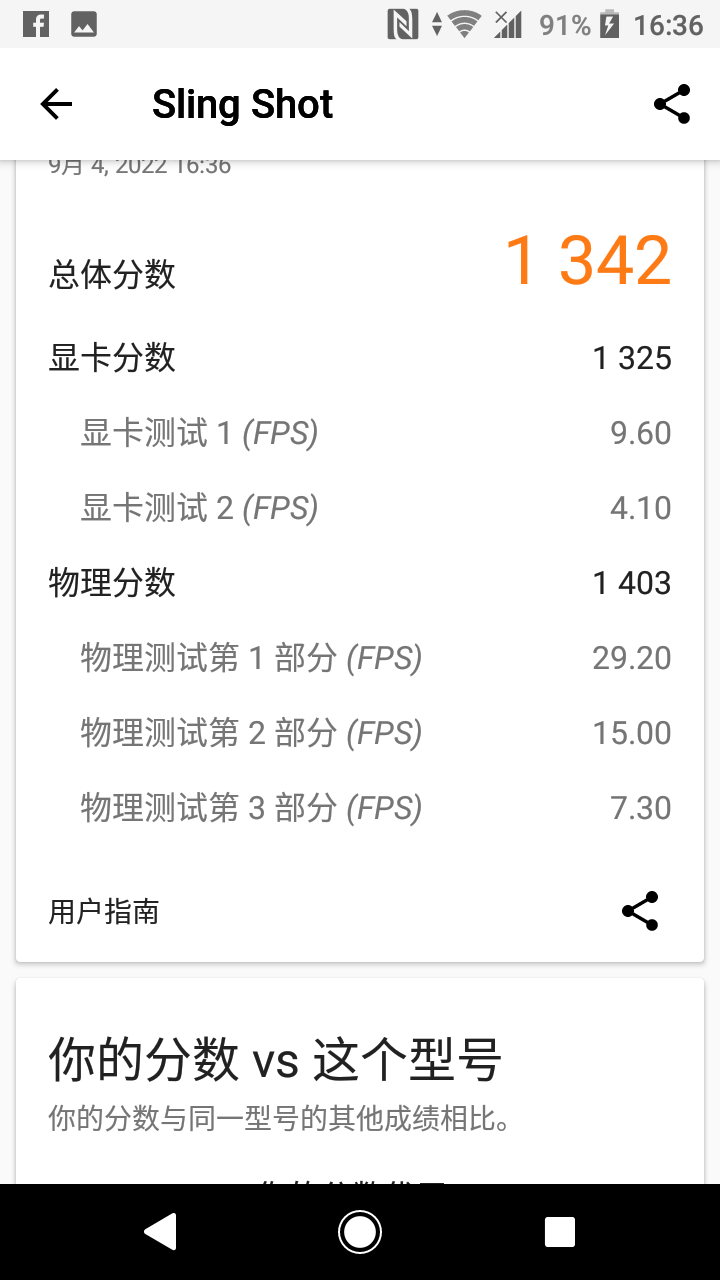 91% 16:36
Sling Shot
9月 4, 2022 16:36
总体分数 1 342
显卡分数 1 325
显卡测试 1 (FPS) 9.60
显卡测试 2 (FPS) 4.10
物理分数 1 403
物理测试第 1 部分 (FPS) 29.20
物理测试第 2 部分 (FPS) 15.00
物理测试第 3 部分 (FPS) 7.30
用户指南
你的分数 vs 这个型号
你的分数与同一型号的其他成绩相比。